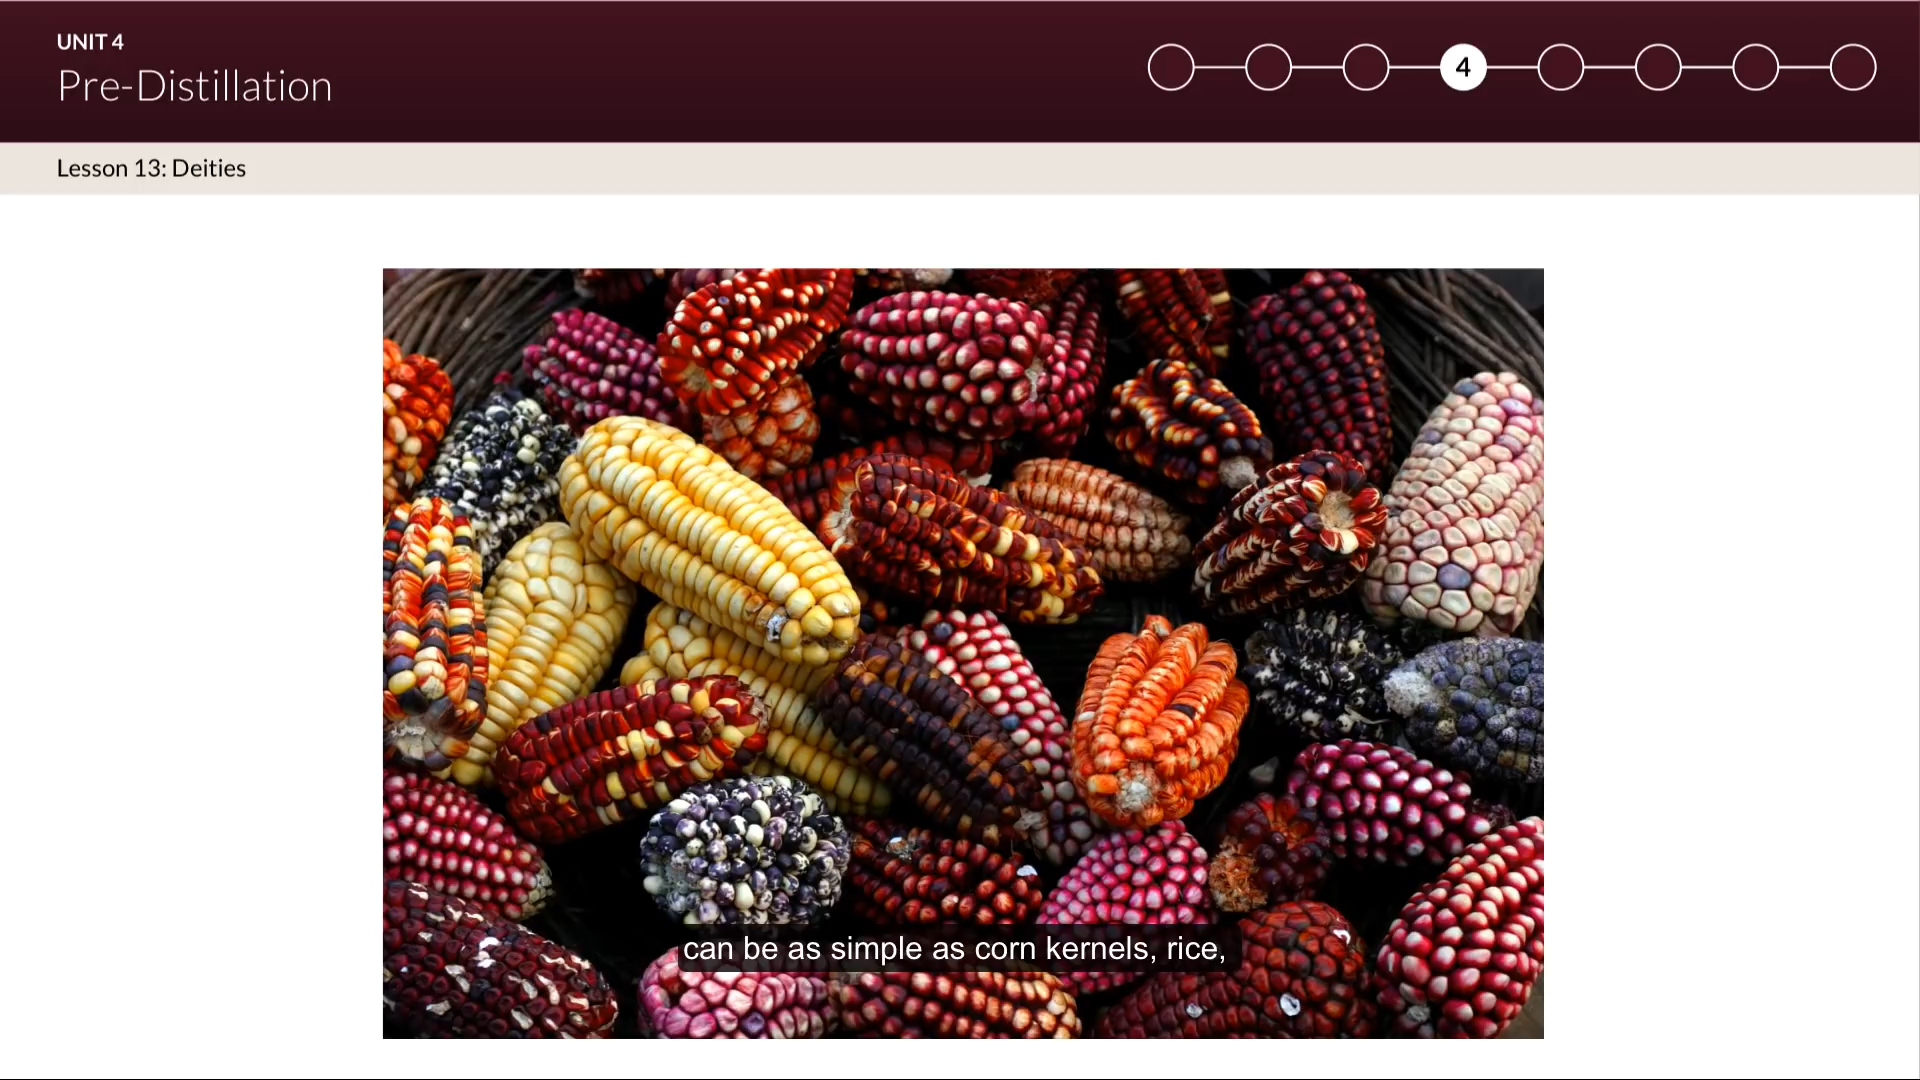 UNIT 4
Pre-Distillation
4
Lesson 13: Deities
can be as simple as corn kernels, rice,